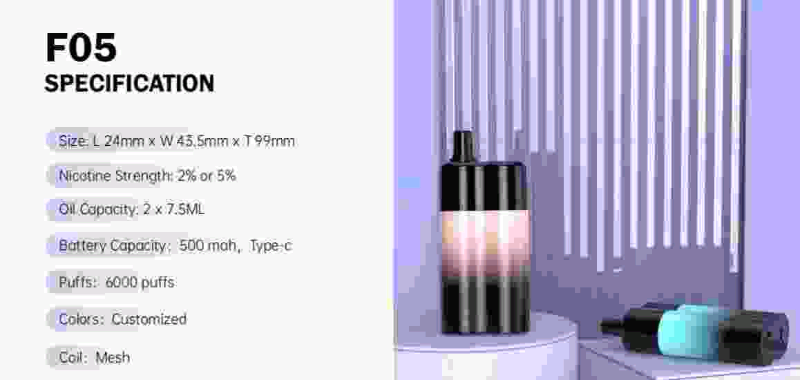 F05
SPECIFICATION
Size: L 24mm x W 43.5mm x T 99mm
Nicotine Strength: 2% or 5%
Oil Capacity: 2 x 7.5ML
Battery Capacity: 500 mah, Type-c
Puffs: 6000 puffs
Colors: Customized
Coil: Mesh